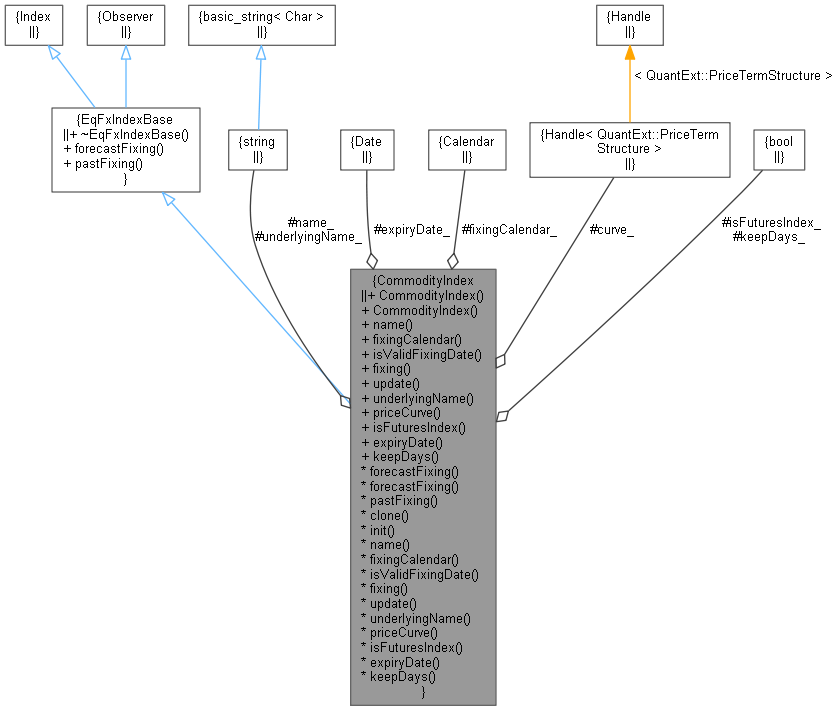 {Index
||}
{Observer
||}
{basic_string< Char >
||}
{Handle
||}
< QuantExt::PriceTermStructure >
{EqFxIndexBase
||+ ~EqFxIndexBase()
+ forecastFixing()
+ pastFixing()
}
{string
||}
{Date
||}
{Calendar
||}
{Handle< QuantExt::PriceTerm
Structure >
||}
{bool
||}
#name_
#underlyingName_
#expiryDate_
#fixingCalendar_
#curve_
#isFuturesIndex_
#keepDays_
{CommodityIndex
||+ CommodityIndex()
+ CommodityIndex()
+ name()
+ fixingCalendar()
+ isValidFixingDate()
+ fixing()
+ update()
+ underlyingName()
+ priceCurve()
+ isFuturesIndex()
+ expiryDate()
+ keepDays()
* forecastFixing()
* forecastFixing()
* pastFixing()
* clone()
* init()
* name()
* fixingCalendar()
* isValidFixingDate()
* fixing()
* update()
* underlyingName()
* priceCurve()
* isFuturesIndex()
* expiryDate()
* keepDays()
}